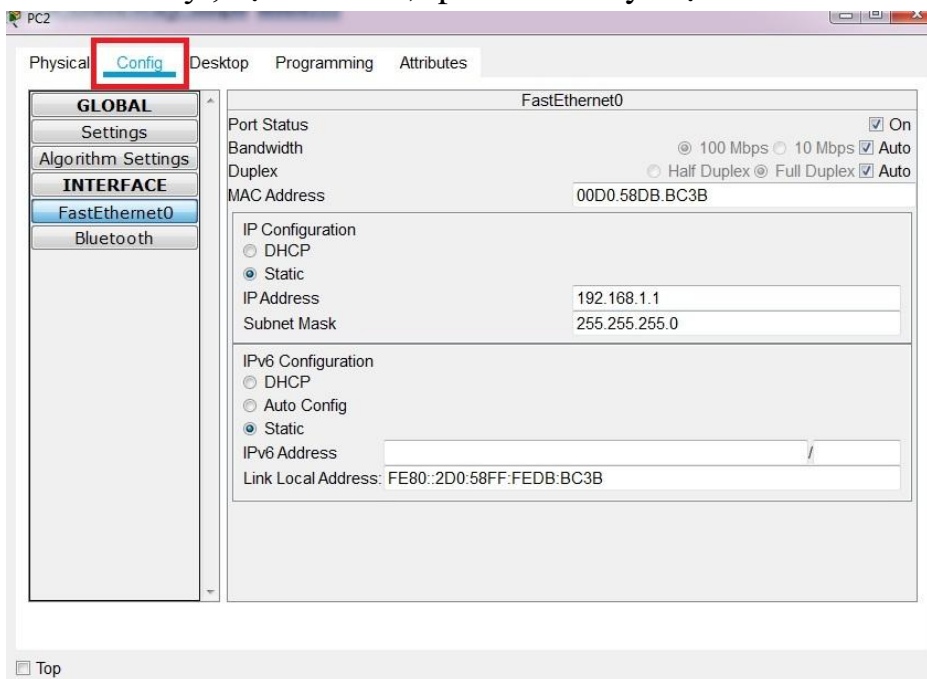 PC2
Physical Config Desktop Programming Attributes
GLOBAL
Settings
Algorithm Settings
INTERFACE
FastEthernet0
Bluetooth
FastEthernet0
Port Status On
Bandwidth 100 Mbps 10 Mbps Auto
Duplex Half Duplex Full Duplex Auto
MAC Address 00D0.58DB.BC3B
IP Configuration
DHCP
Static
IP Address 192.168.1.1
Subnet Mask 255.255.255.0
IPv6 Configuration
DHCP
Auto Config
Static
IPv6 Address /
Link Local Address: FE80::2D0:58FF:FEDB:BC3B
Top